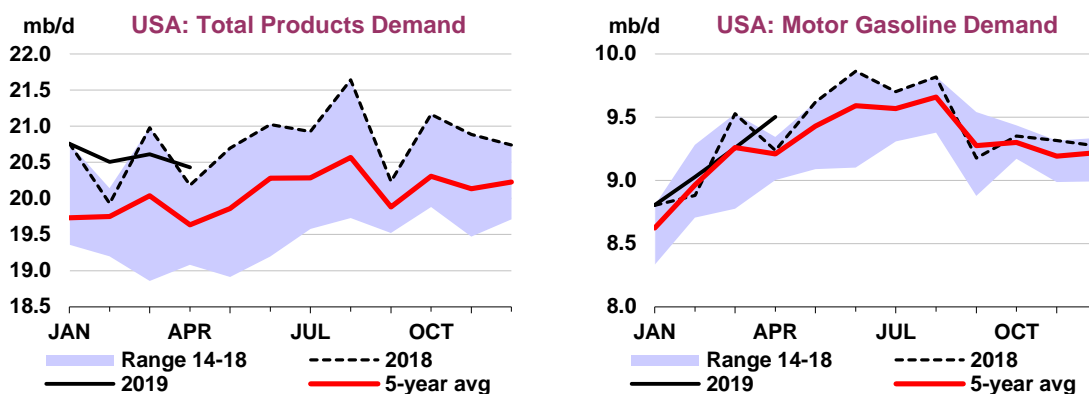 mb/d USA: Total Products Demand
22.0
21.5
21.0
20.5
20.0
19.5
19.0
18.5
JAN APR JUL OCT
Range 14-18 2018
2019 5-year avg
mb/d USA: Motor Gasoline Demand
10.0
9.5
9.0
8.5
8.0
JAN APR JUL OCT
Range 14-18 2018
2019 5-year avg